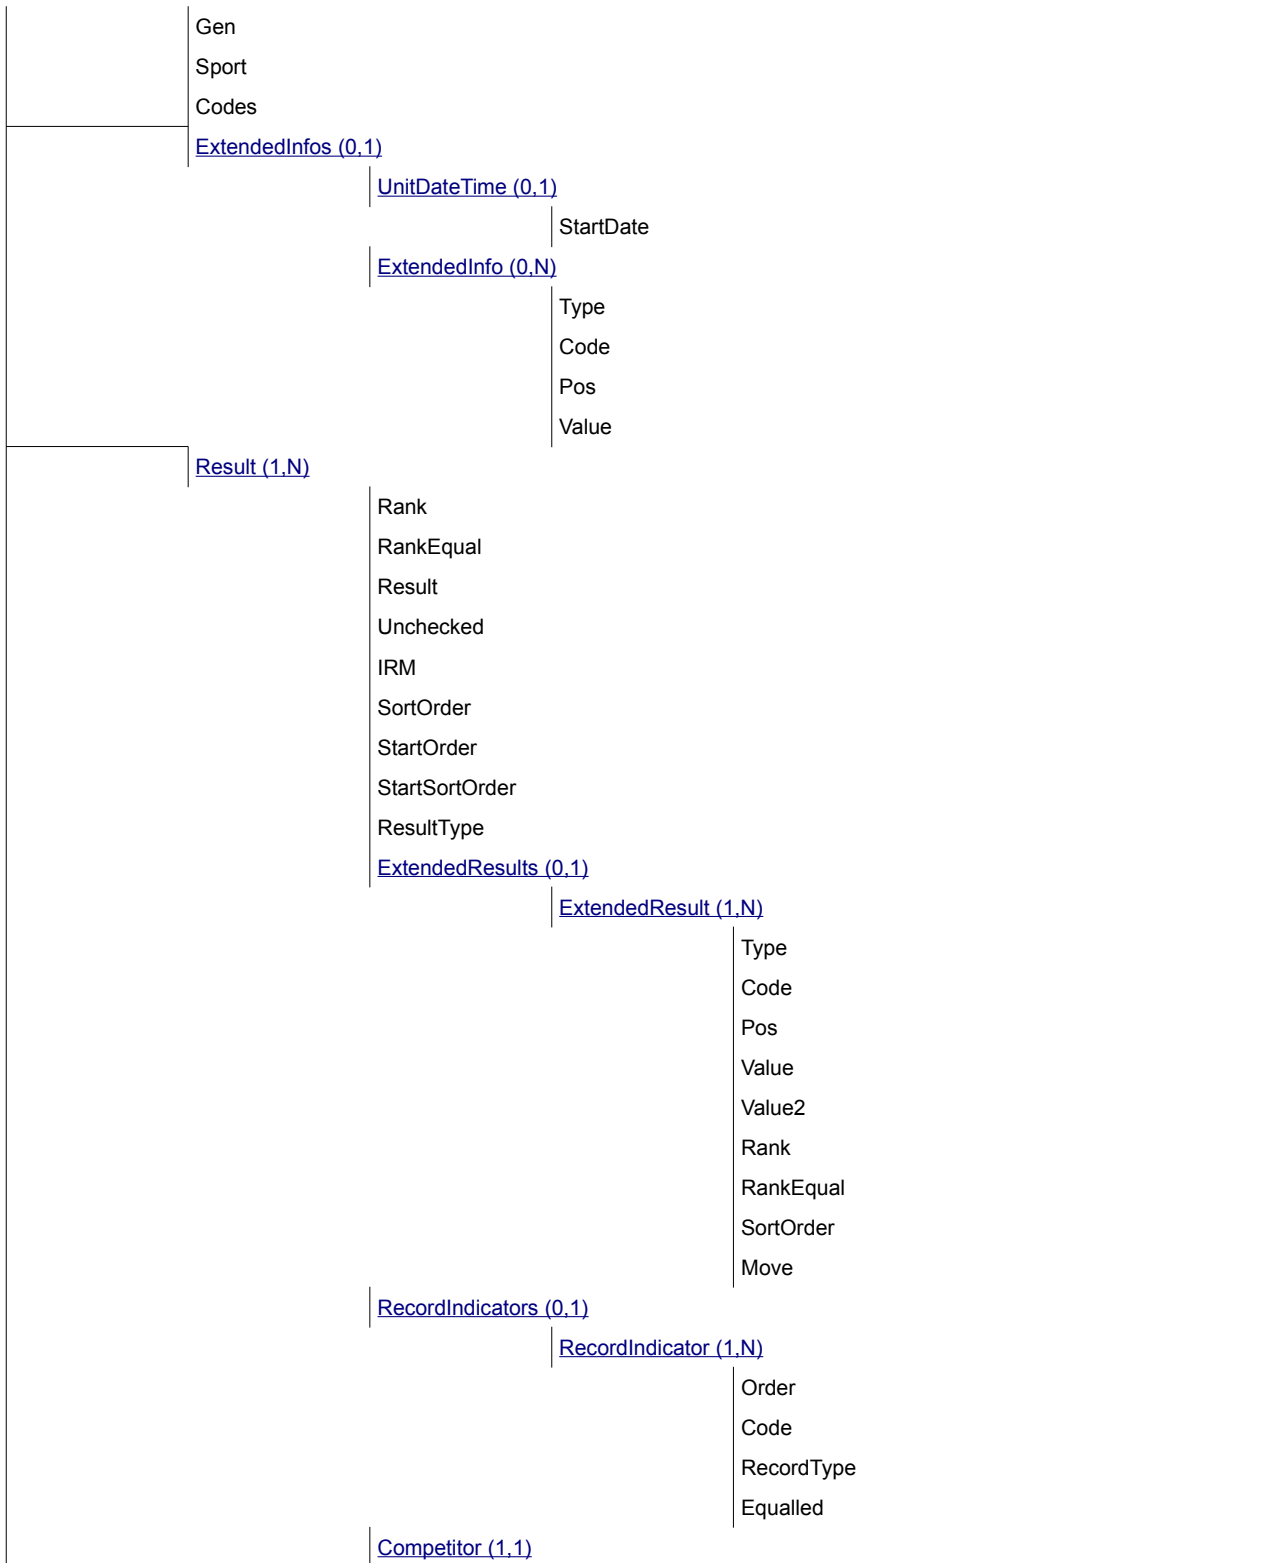 Gen
Sport
Codes
ExtendedInfos (0,1)
UnitDateTime (0,1)
StartDate
ExtendedInfo (0,N)
Type
Code
Pos
Value
Result (1,N)
Rank
RankEqual
Result
Unchecked
IRM
SortOrder
StartOrder
StartSortOrder
ResultType
ExtendedResults (0,1)
ExtendedResult (1,N)
Type
Code
Pos
Value
Value2
Rank
RankEqual
SortOrder
Move
RecordIndicators (0,1)
RecordIndicator (1,N)
Order
Code
RecordType
Equalled
Competitor (1,1)